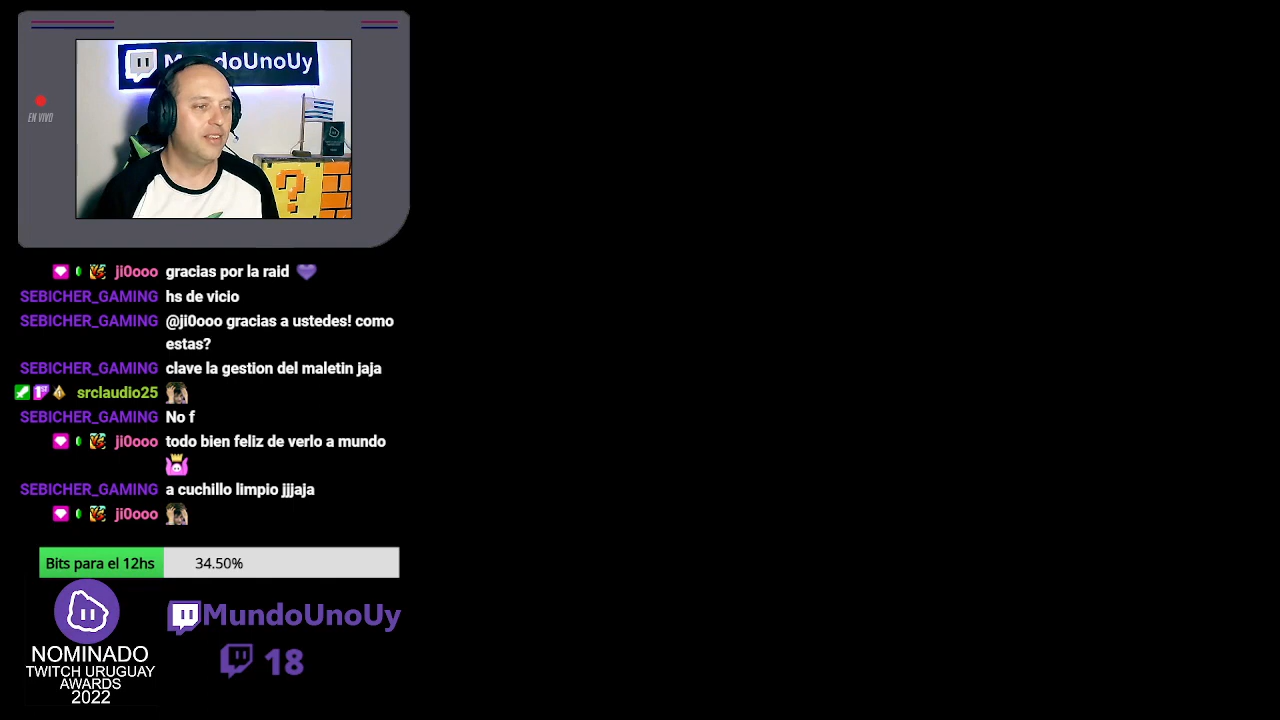 MundoUnoUy
EN VIVO
ji0ooo gracias por la raid
SEBICHER_GAMING hs de vicio
SEBICHER_GAMING @ji0ooo gracias a ustedes! como
estas?
SEBICHER_GAMING clave la gestion del maletin jaja
srclaudio25
SEBICHER_GAMING No f
ji0ooo todo bien feliz de verlo a mundo
SEBICHER_GAMING a cuchillo limpio jjjaja
ji0ooo
Bits para el 12hs 34.50%
MundoUnoUy
18
NOMINADO
TWITCH URUGUAY
AWARDS
2022